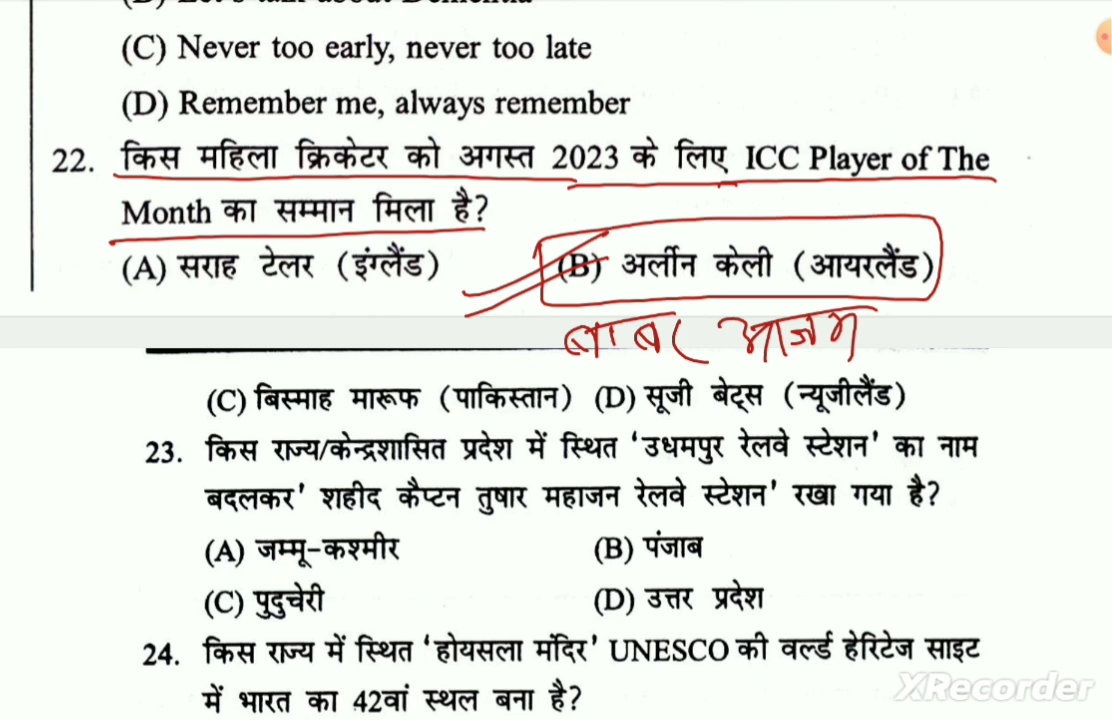 (C) Never too early, never too late
(D) Remember me, always remember
22. किस महिला क्रिकेटर को अगस्त 2023 के लिए ICC Player of The
Month का सम्मान मिला है?
(A) सराह टेलर (इंग्लैंड) (B) अर्लीन केली (आयरलैंड)
बाबर आजम
(C) बिस्माह मारूफ (पाकिस्तान) (D) सूजी बेट्स (न्यूजीलैंड)
23. किस राज्य/केन्द्रशासित प्रदेश में स्थित ‘उधमपुर रेलवे स्टेशन’ का नाम
बदलकर’ शहीद कैप्टन तुषार महाजन रेलवे स्टेशन’ रखा गया है?
(A) जम्मू-कश्मीर (B) पंजाब
(C) पुदुचेरी (D) उत्तर प्रदेश
24. किस राज्य में स्थित ‘होयसला मंदिर’ UNESCO की वर्ल्ड हेरिटेज साइट
में भारत का 42वां स्थल बना है?
XRecorder